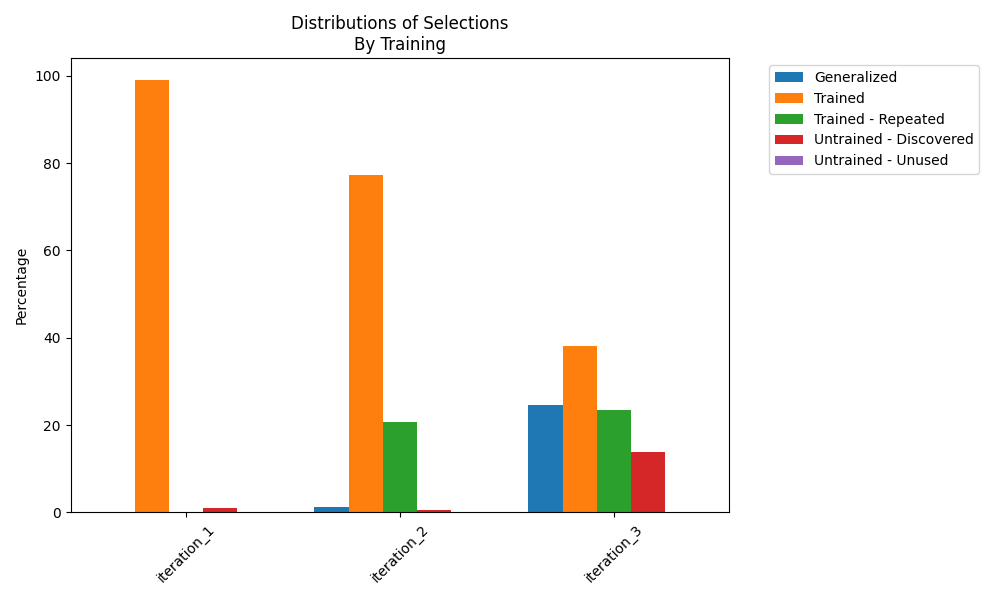 Distributions of Selections
By Training
Generalized
Trained
Trained - Repeated
Untrained - Discovered
Untrained - Unused
Percentage
100
80
60
40
20
0
iteration_1
iteration_2
iteration_3